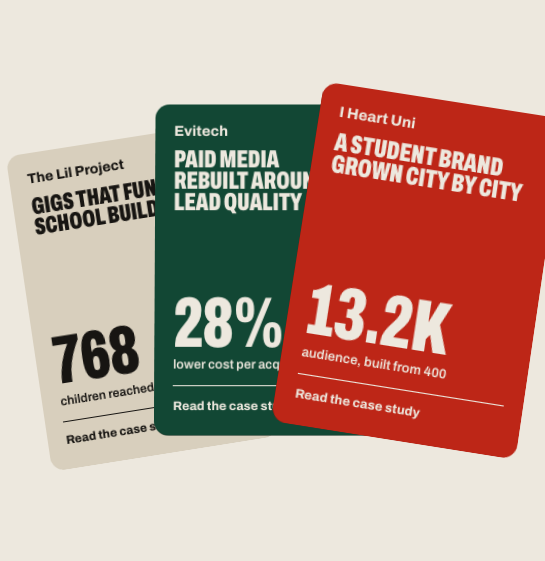 The Lil Project
GIGS THAT FUN
SCHOOL BUILD
768
children reached
Read the case s
Evitech
PAID MEDIA
REBUILT AROUN
LEAD QUALITY
28%
lower cost per acq
Read the case st
I Heart Uni
A STUDENT BRAND
GROWN CITY BY CITY
13.2K
audience, built from 400
Read the case study